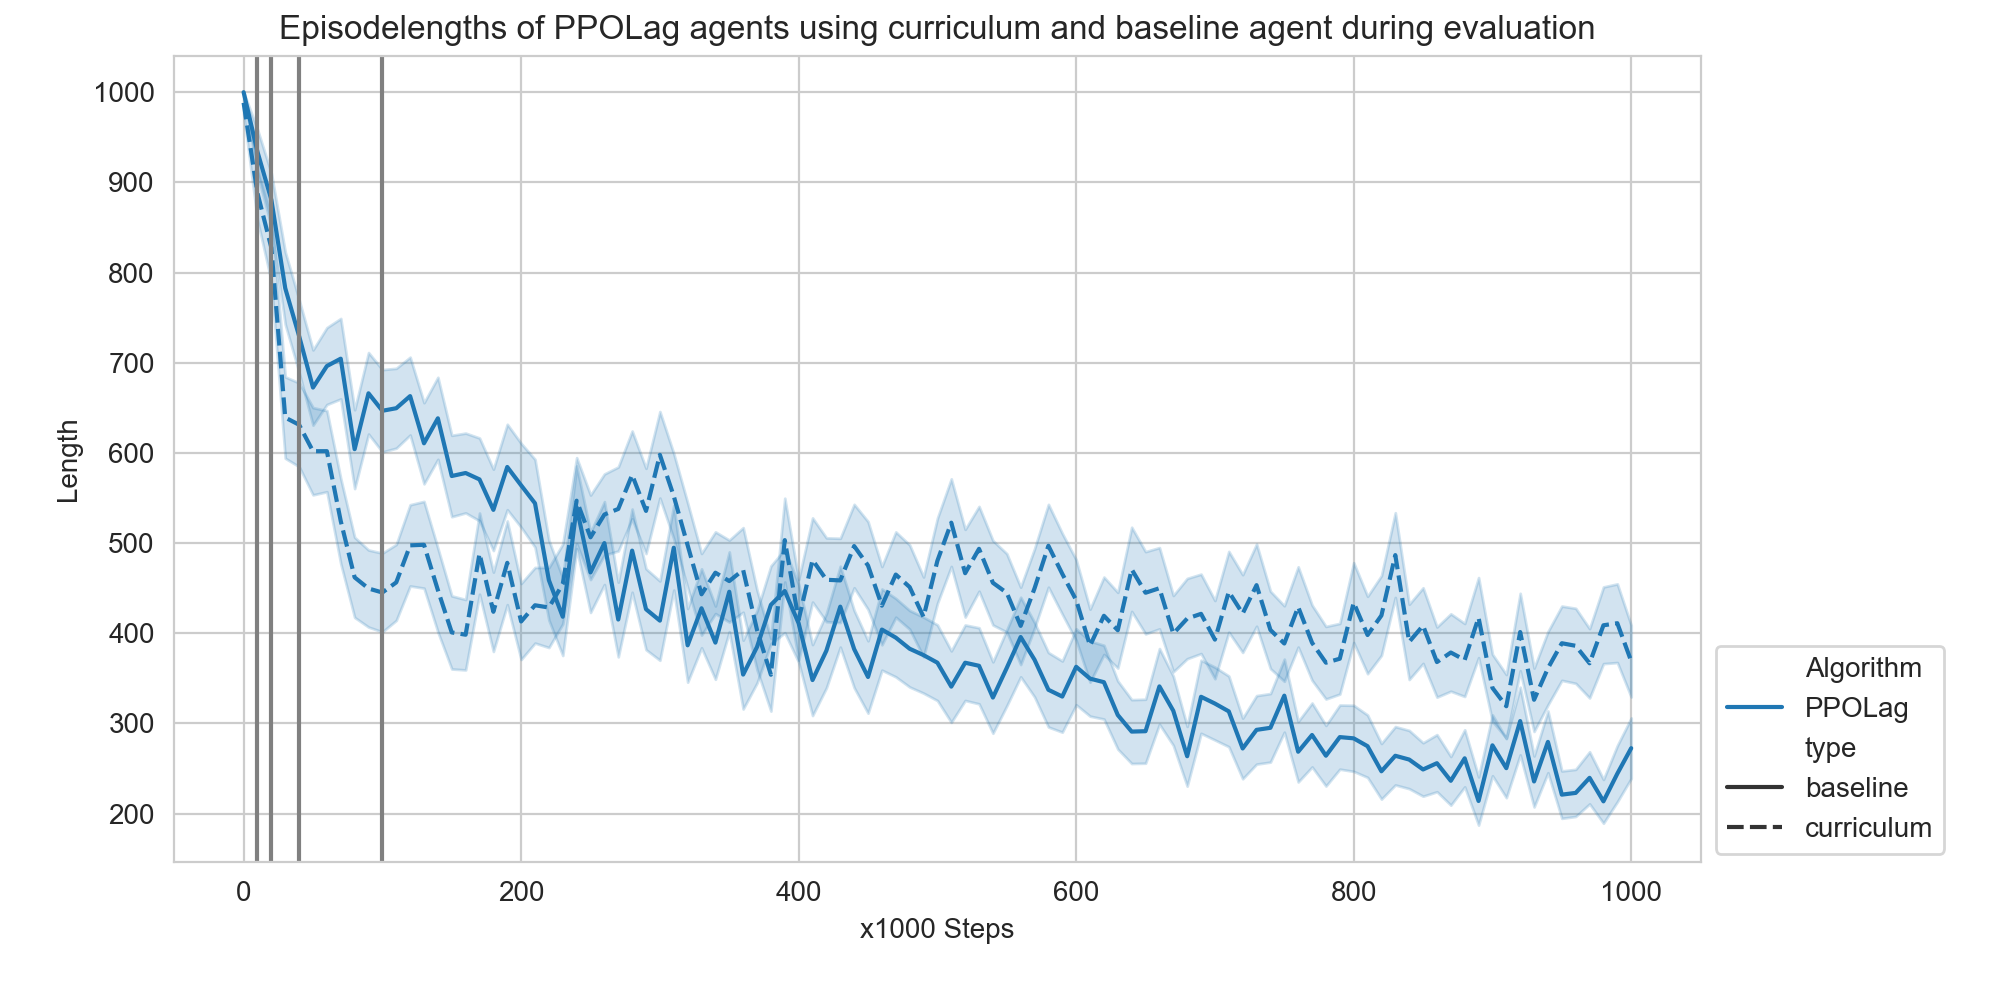 Episodelengths of PPOLag agents using curriculum and baseline agent during evaluation
1000
900
800
700
600
500
400
300
200
Length
0 200 400 600 800 1000
x1000 Steps
Algorithm
PPOLag
type
baseline
curriculum